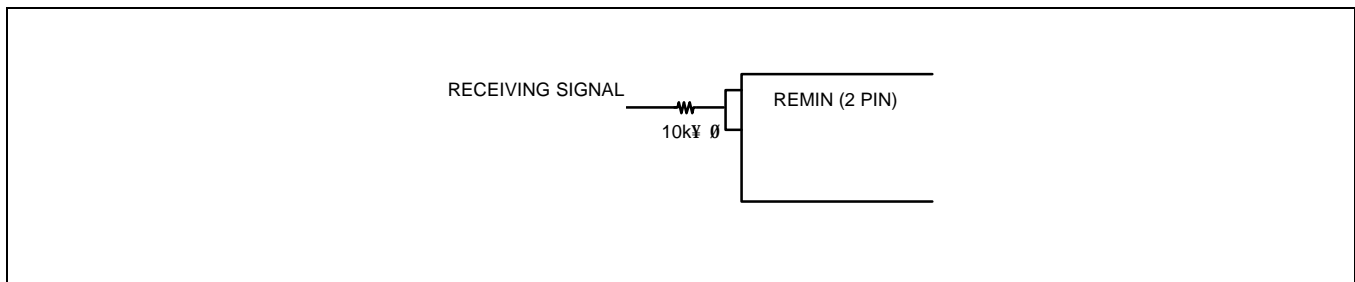 RECEIVING SIGNAL
REMIN (2 PIN)
10k¥ Ø